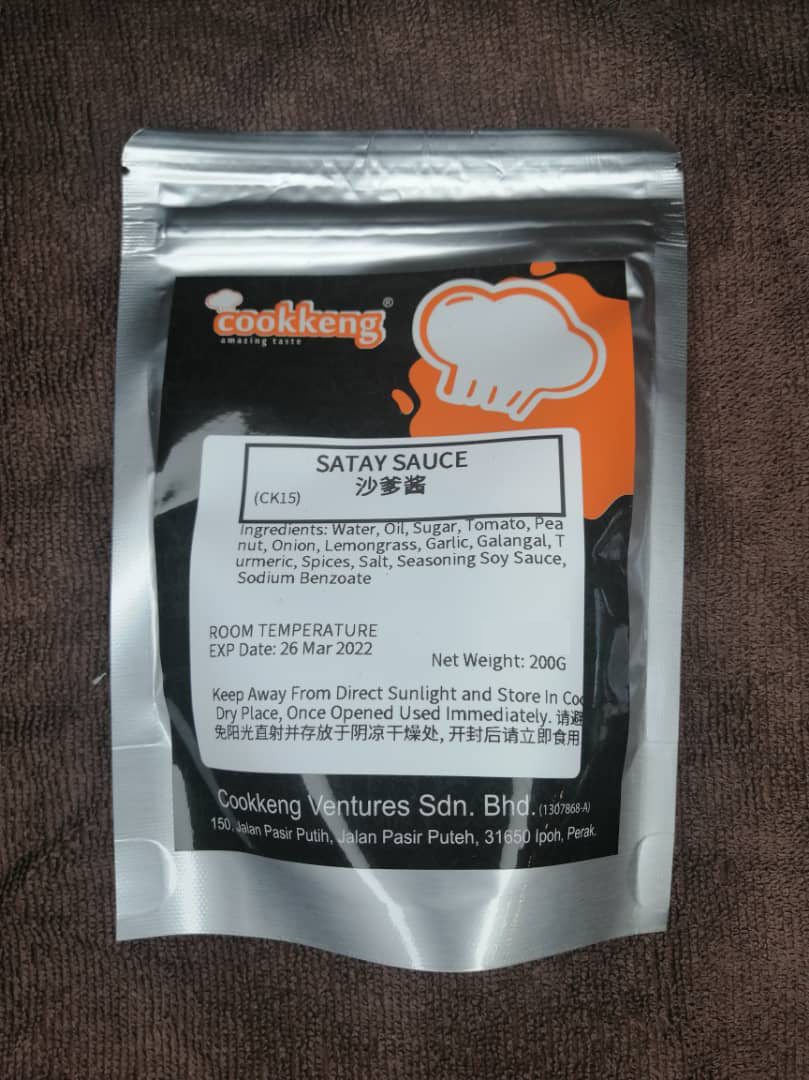 cookkeng®
amazing taste
SATAY SAUCE
沙爹酱
(CK15)
Ingredients: Water, Oil, Sugar, Tomato, Pea
nut, Onion, Lemongrass, Garlic, Galangal, T
urmeric, Spices, Salt, Seasoning Soy Sauce,
Sodium Benzoate
ROOM TEMPERATURE
EXP Date: 26 Mar 2022
Net Weight: 200G
Keep Away From Direct Sunlight and Store In Coo
Dry Place, Once Opened Used Immediately. 请避
免阳光直射并存放于阴凉干燥处, 开封后请立即食用
Cookkeng Ventures Sdn. Bhd. (1307868-A)
150, Jalan Pasir Putih, Jalan Pasir Puteh, 31650 Ipoh, Perak.